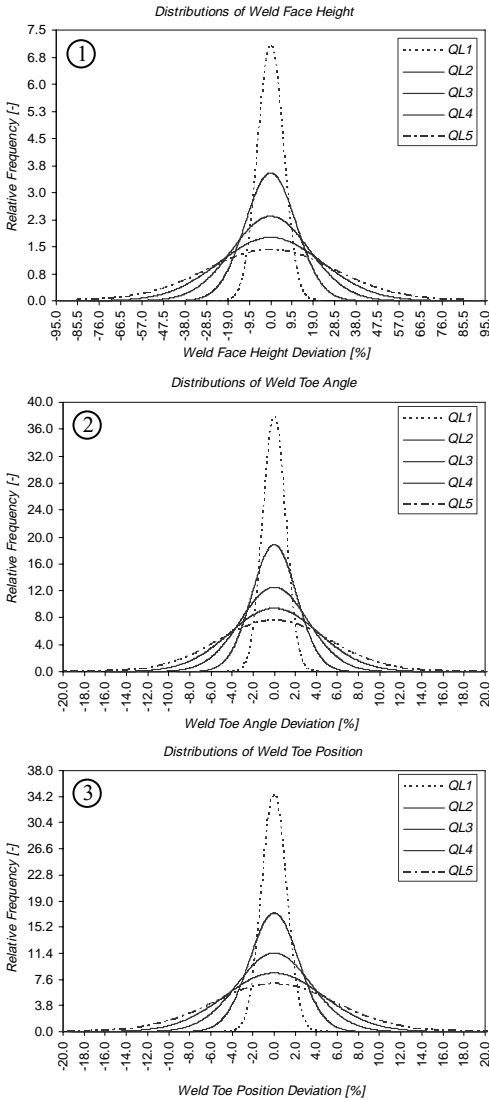 Distributions of Weld Face Height
1
Relative Frequency [-]
7.5
6.8
6.0
5.3
4.5
3.8
3.0
2.3
1.5
0.8
0.0
QL1
QL2
QL3
QL4
QL5
-95.0 -85.5 -76.0 -66.5 -57.0 -47.5 -38.0 -28.5 -19.0 -9.5 0.0 9.5 19.0 28.5 38.0 47.5 57.0 66.5 76.0 85.5 95.0
Weld Face Height Deviation [%]
Distributions of Weld Toe Angle
2
Relative Frequency [-]
40.0
36.0
32.0
28.0
24.0
20.0
16.0
12.0
8.0
4.0
0.0
QL1
QL2
QL3
QL4
QL5
-20.0 -18.0 -16.0 -14.0 -12.0 -10.0 -8.0 -6.0 -4.0 -2.0 0.0 2.0 4.0 6.0 8.0 10.0 12.0 14.0 16.0 18.0 20.0
Weld Toe Angle Deviation [%]
Distributions of Weld Toe Position
3
Relative Frequency [-]
38.0
34.2
30.4
26.6
22.8
19.0
15.2
11.4
7.6
3.8
0.0
QL1
QL2
QL3
QL4
QL5
-20.0 -18.0 -16.0 -14.0 -12.0 -10.0 -8.0 -6.0 -4.0 -2.0 0.0 2.0 4.0 6.0 8.0 10.0 12.0 14.0 16.0 18.0 20.0
Weld Toe Position Deviation [%]